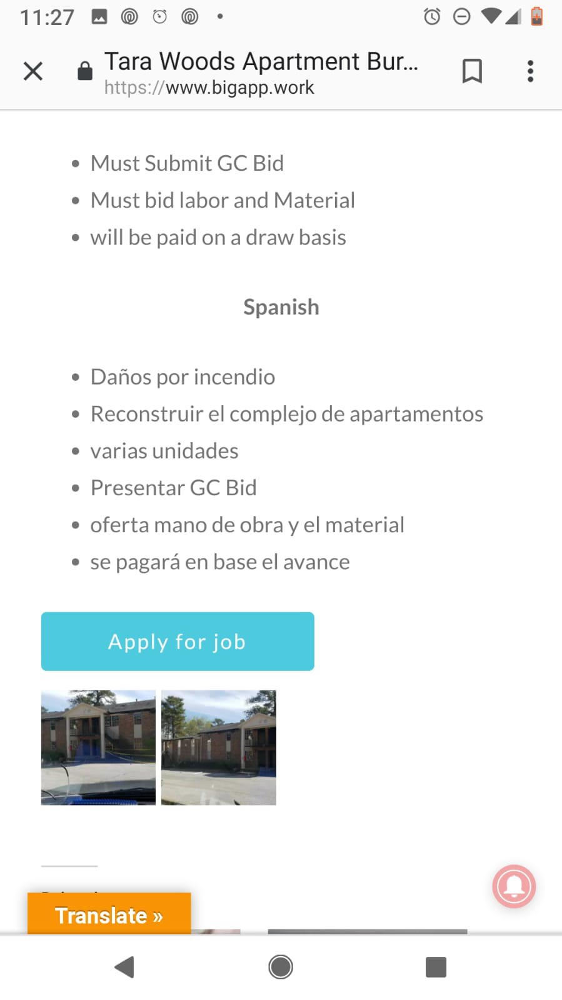 11:27
Tara Woods Apartment Bur...
https://www.bigapp.work
Must Submit GC Bid
Must bid labor and Material
will be paid on a draw basis
Spanish
Daños por incendio
Reconstruir el complejo de apartamentos
varias unidades
Presentar GC Bid
oferta mano de obra y el material
se pagará en base el avance
Apply for job
Translate »